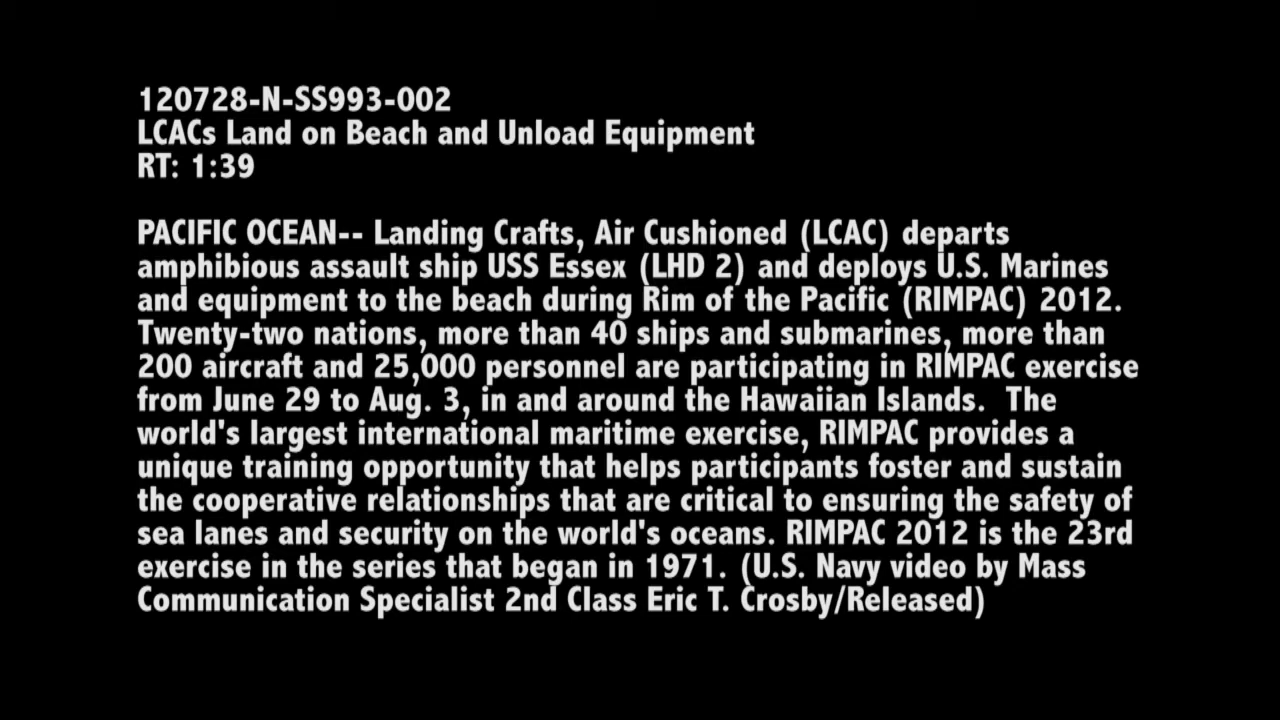 120728-N-SS993-002
LCACs Land on Beach and Unload Equipment
RT: 1:39
PACIFIC OCEAN-- Landing Crafts, Air Cushioned (LCAC) departs
amphibious assault ship USS Essex (LHD 2) and deploys U.S. Marines
and equipment to the beach during Rim of the Pacific (RIMPAC) 2012.
Twenty-two nations, more than 40 ships and submarines, more than
200 aircraft and 25,000 personnel are participating in RIMPAC exercise
from June 29 to Aug. 3, in and around the Hawaiian Islands.  The
world's largest international maritime exercise, RIMPAC provides a
unique training opportunity that helps participants foster and sustain
the cooperative relationships that are critical to ensuring the safety of
sea lanes and security on the world's oceans. RIMPAC 2012 is the 23rd
exercise in the series that began in 1971. (U.S. Navy video by Mass
Communication Specialist 2nd Class Eric T. Crosby/Released)